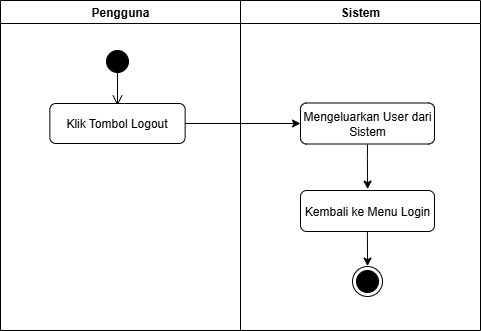 Pengguna
Sistem
Klik Tombol Logout
Mengeluarkan User dari
Sistem
Kembali ke Menu Login